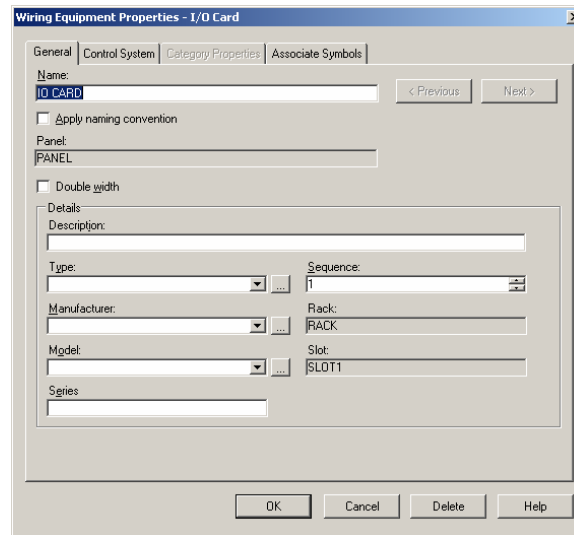 Wiring Equipment Properties - I/O Card
General Control System Category Properties Associate Symbols
Name:
IO CARD
< Previous Next >
Apply naming convention
Panel:
PANEL
Double width
Details
Description:
Type: Sequence:
... 1
Manufacturer: Rack:
... RACK
Model: Slot:
... SLOT1
Series
OK Cancel Delete Help